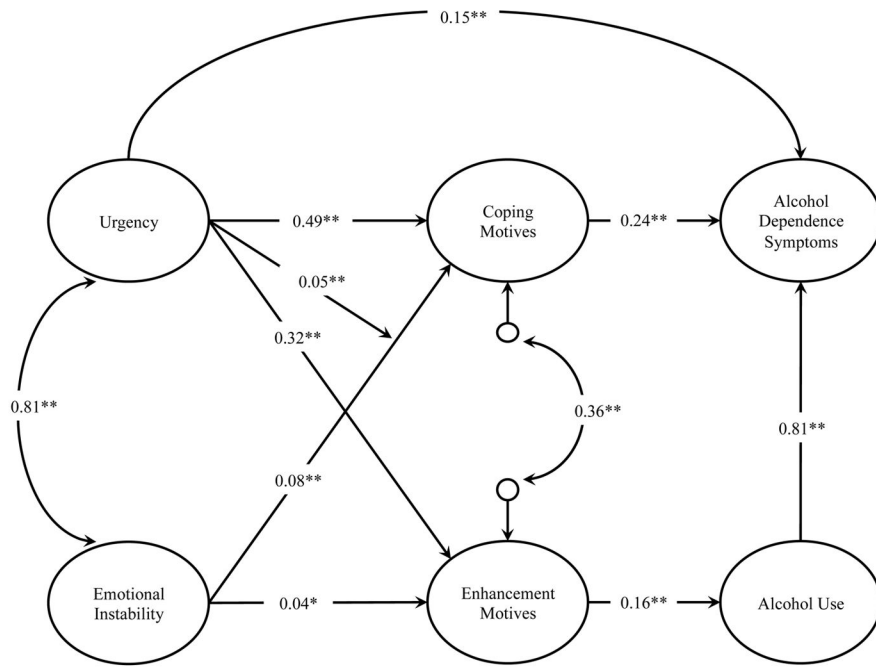 0.15**
Urgency
0.49**
Coping
Motives
0.24**
Alcohol
Dependence
Symptoms
0.05**
0.32**
0.81**
0.36**
0.81**
0.08**
Emotional
Instability
0.04*
Enhancement
Motives
0.16**
Alcohol Use